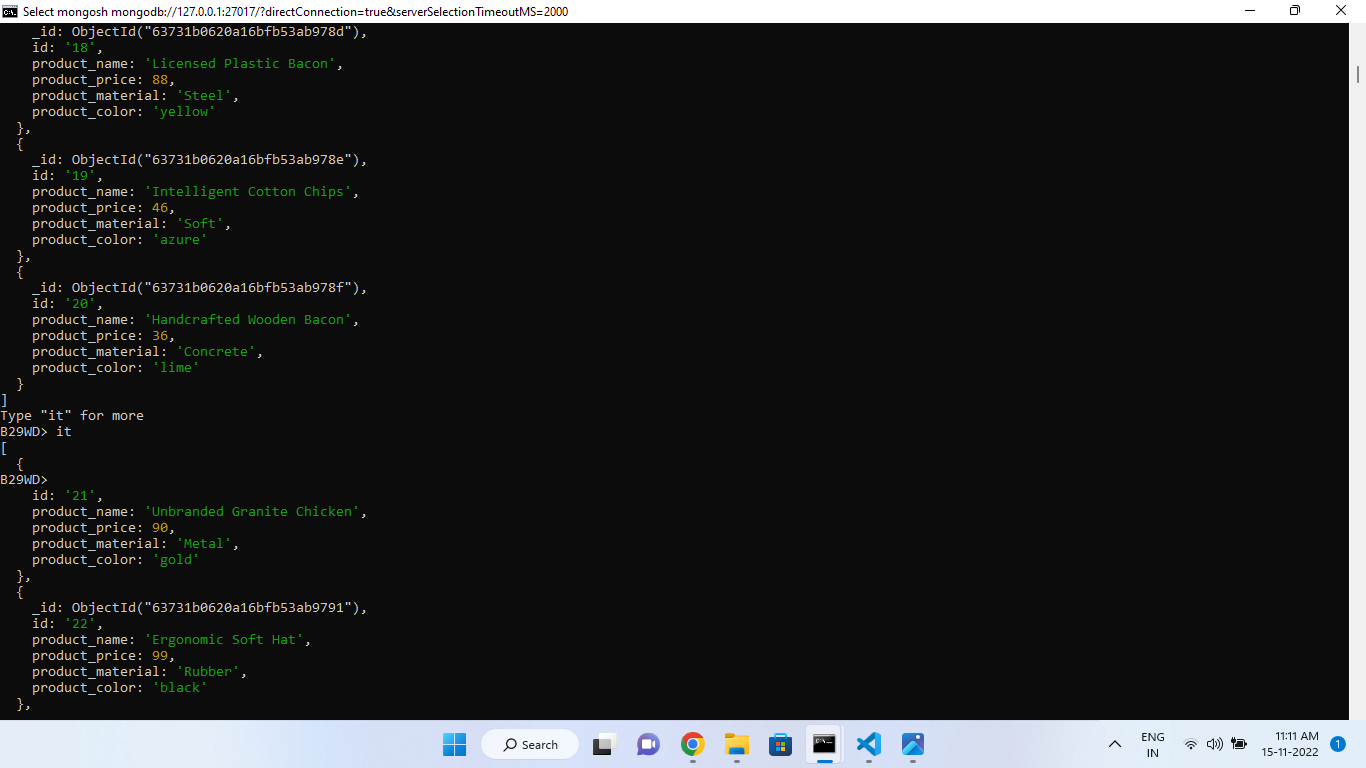 Select mongosh mongodb://127.0.0.1:27017/?directConnection=true&serverSelectionTimeoutMS=2000
    _id: ObjectId("63731b0620a16bfb53ab978d"),
    id: '18',
    product_name: 'Licensed Plastic Bacon',
    product_price: 88,
    product_material: 'Steel',
    product_color: 'yellow'
  },
  {
    _id: ObjectId("63731b0620a16bfb53ab978e"),
    id: '19',
    product_name: 'Intelligent Cotton Chips',
    product_price: 46,
    product_material: 'Soft',
    product_color: 'azure'
  },
  {
    _id: ObjectId("63731b0620a16bfb53ab978f"),
    id: '20',
    product_name: 'Handcrafted Wooden Bacon',
    product_price: 36,
    product_material: 'Concrete',
    product_color: 'lime'
  }
]
Type "it" for more
B29WD> it
[
  {
B29WD>
    id: '21',
    product_name: 'Unbranded Granite Chicken',
    product_price: 90,
    product_material: 'Metal',
    product_color: 'gold'
  },
  {
    _id: ObjectId("63731b0620a16bfb53ab9791"),
    id: '22',
    product_name: 'Ergonomic Soft Hat',
    product_price: 99,
    product_material: 'Rubber',
    product_color: 'black'
  },
Search
ENG
IN
11:11 AM
15-11-2022
1